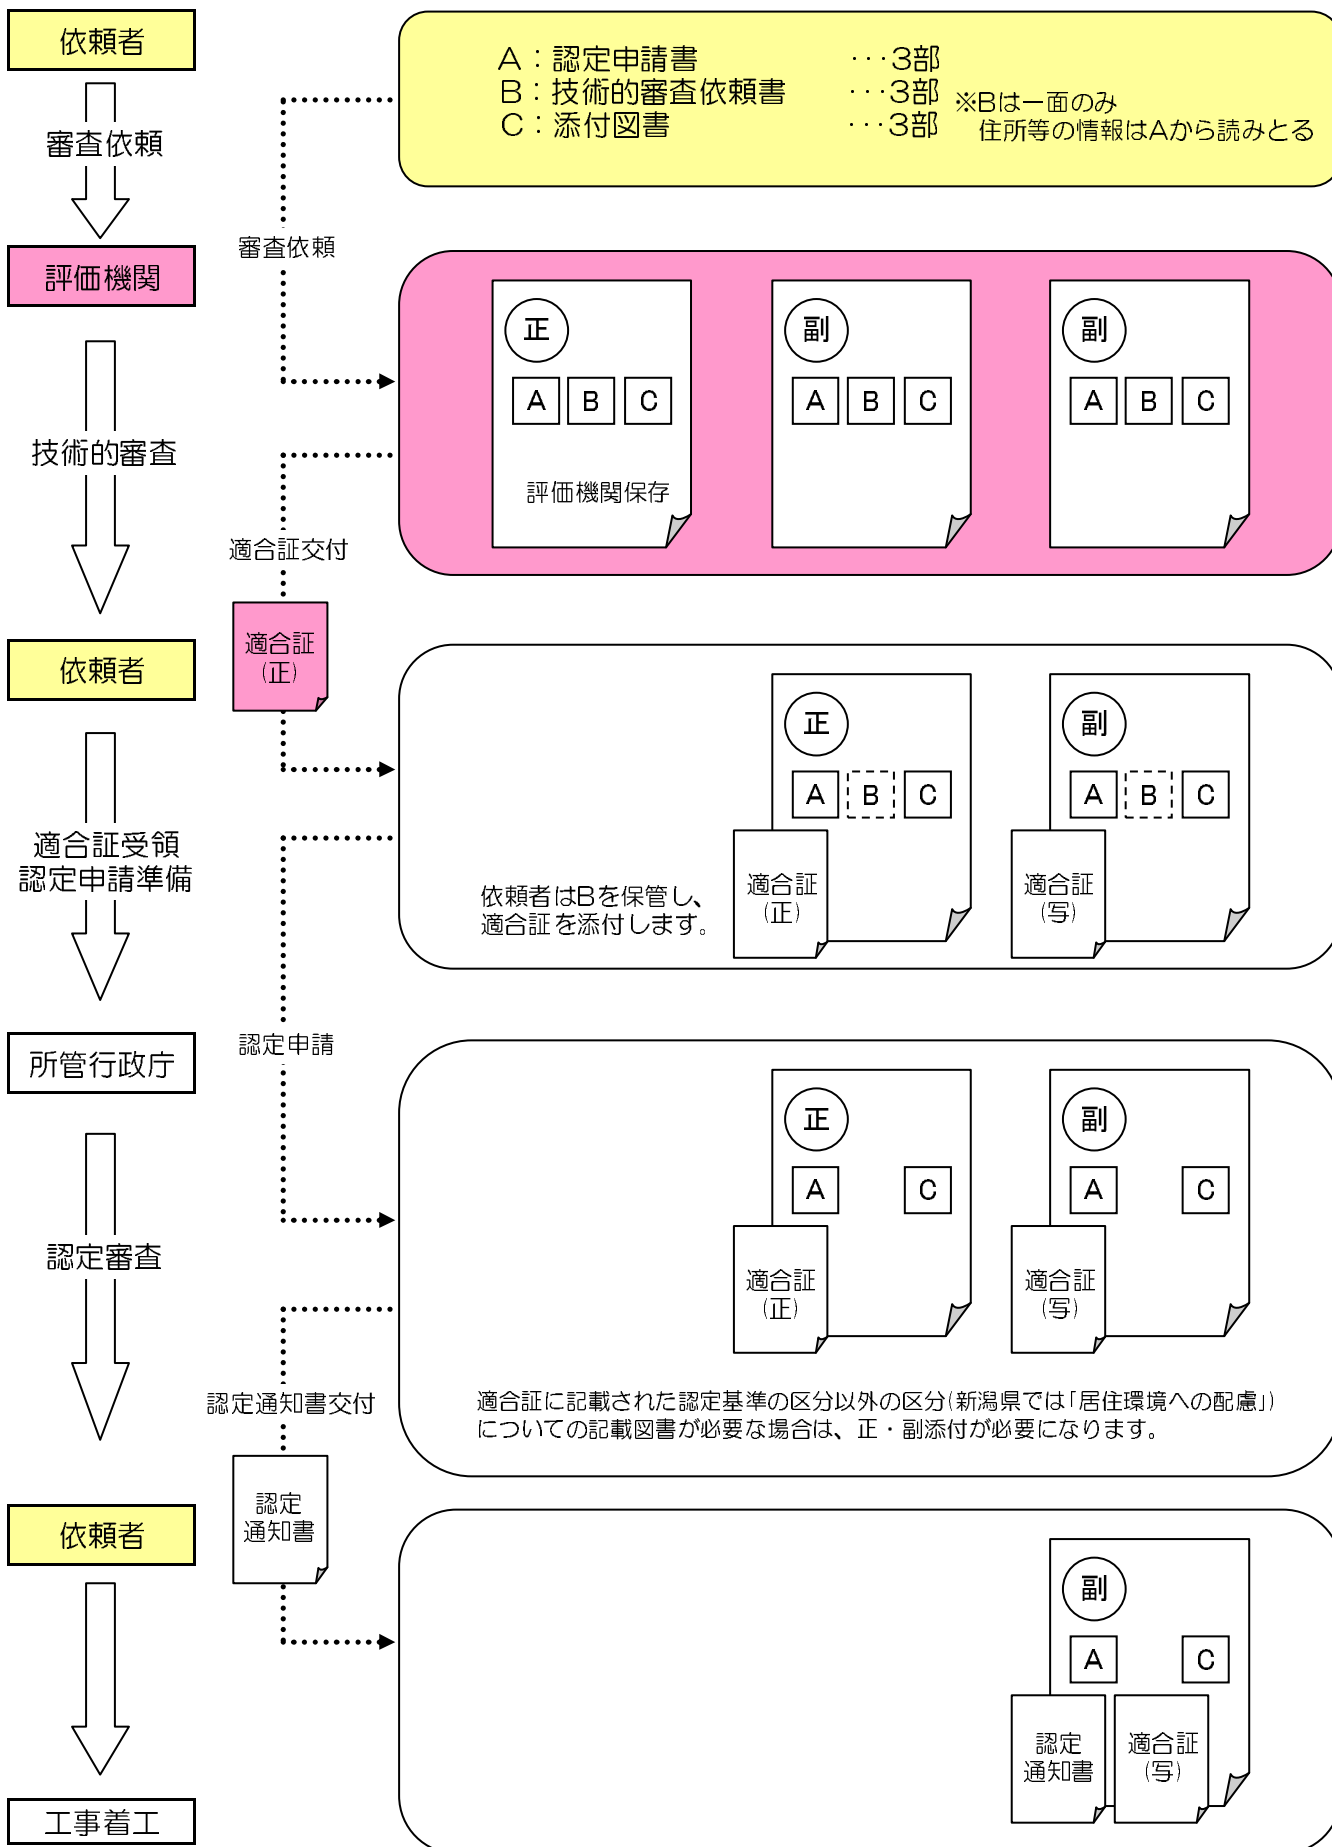 依頼者
A：認定申請書 ･･･3部
B：技術的審査依頼書 ･･･3部
C：添付図書 ･･･3部
※Bは一面のみ
住所等の情報はAから読みとる
審査依頼
審査依頼
評価機関
正
A B C
評価機関保存
副
A B C
副
A B C
技術的審査
適合証交付
適合証
(正)
依頼者
正
A B C
適合証
(正)
副
A B C
適合証
(写)
依頼者はBを保管し、
適合証を添付します。
適合証受領
認定申請準備
認定申請
所管行政庁
正
A C
適合証
(正)
副
A C
適合証
(写)
認定審査
適合証に記載された認定基準の区分以外の区分(新潟県では「居住環境への配慮」)
についての記載図書が必要な場合は、正・副添付が必要になります。
認定通知書交付
認定
通知書
依頼者
副
A C
認定
通知書
適合証
(写)
工事着工